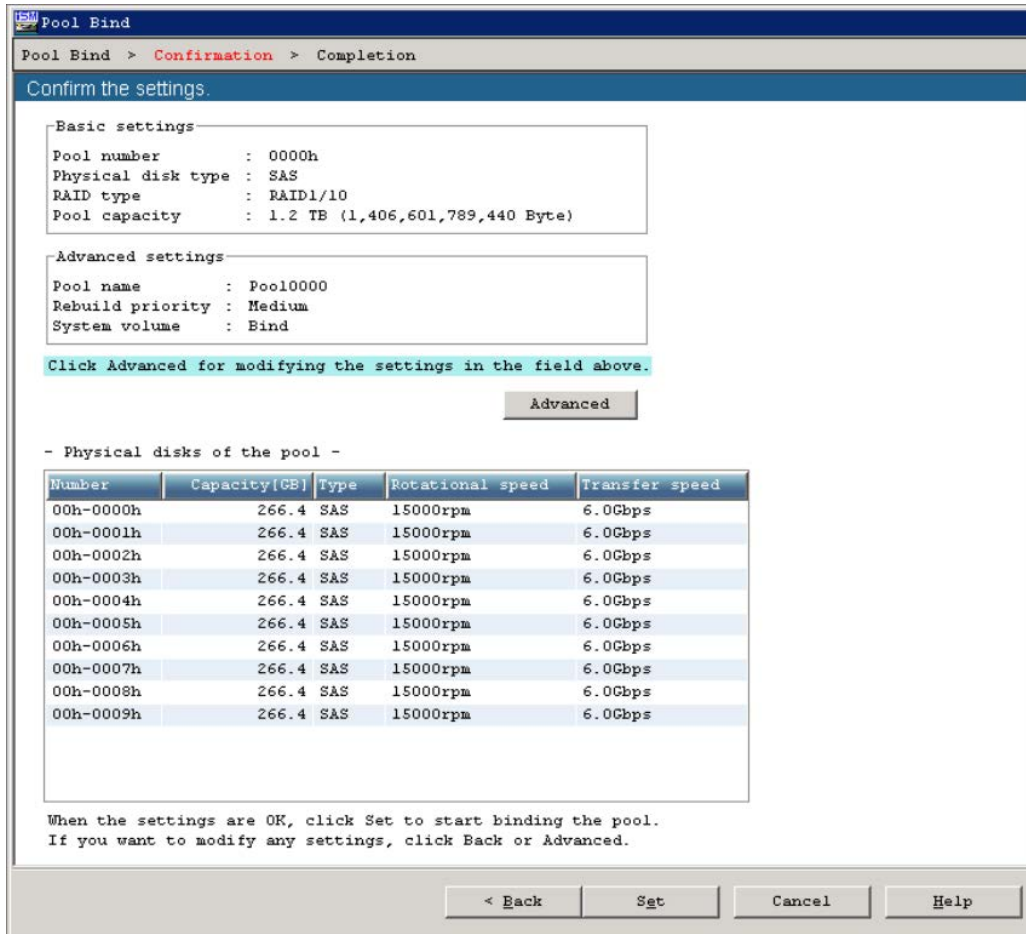 ISM Pool Bind
Pool Bind > Confirmation > Completion
Confirm the settings.
Basic settings
Pool number : 0000h
Physical disk type : SAS
RAID type : RAID1/10
Pool capacity : 1.2 TB (1,406,601,789,440 Byte)
Advanced settings
Pool name : Pool0000
Rebuild priority : Medium
System volume : Bind
Click Advanced for modifying the settings in the field above.
Advanced
- Physical disks of the pool -
Number Capacity[GB] Type Rotational speed Transfer speed
00h-0000h 266.4 SAS 15000rpm 6.0Gbps
00h-0001h 266.4 SAS 15000rpm 6.0Gbps
00h-0002h 266.4 SAS 15000rpm 6.0Gbps
00h-0003h 266.4 SAS 15000rpm 6.0Gbps
00h-0004h 266.4 SAS 15000rpm 6.0Gbps
00h-0005h 266.4 SAS 15000rpm 6.0Gbps
00h-0006h 266.4 SAS 15000rpm 6.0Gbps
00h-0007h 266.4 SAS 15000rpm 6.0Gbps
00h-0008h 266.4 SAS 15000rpm 6.0Gbps
00h-0009h 266.4 SAS 15000rpm 6.0Gbps
When the settings are OK, click Set to start binding the pool.
If you want to modify any settings, click Back or Advanced.
< Back Set Cancel Help